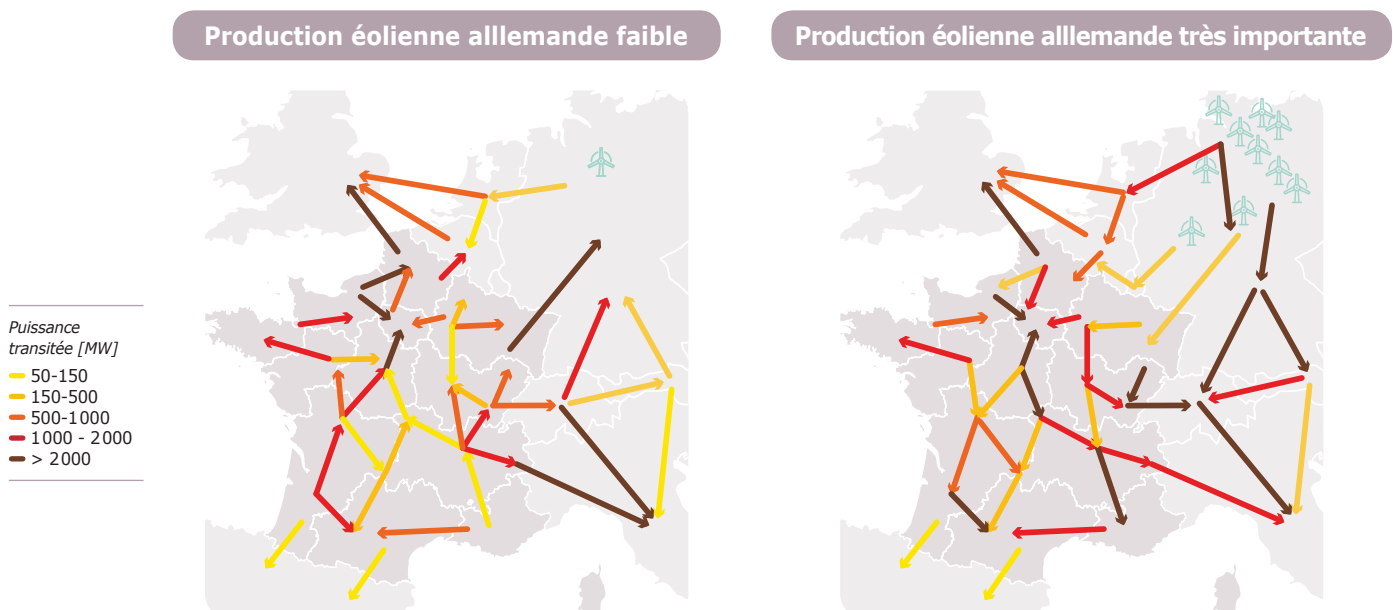 Production éolienne alllemande faible
Production éolienne alllemande très importante
Puissance
transitée [MW]
50-150
150-500
500-1000
1000 - 2000
> 2000